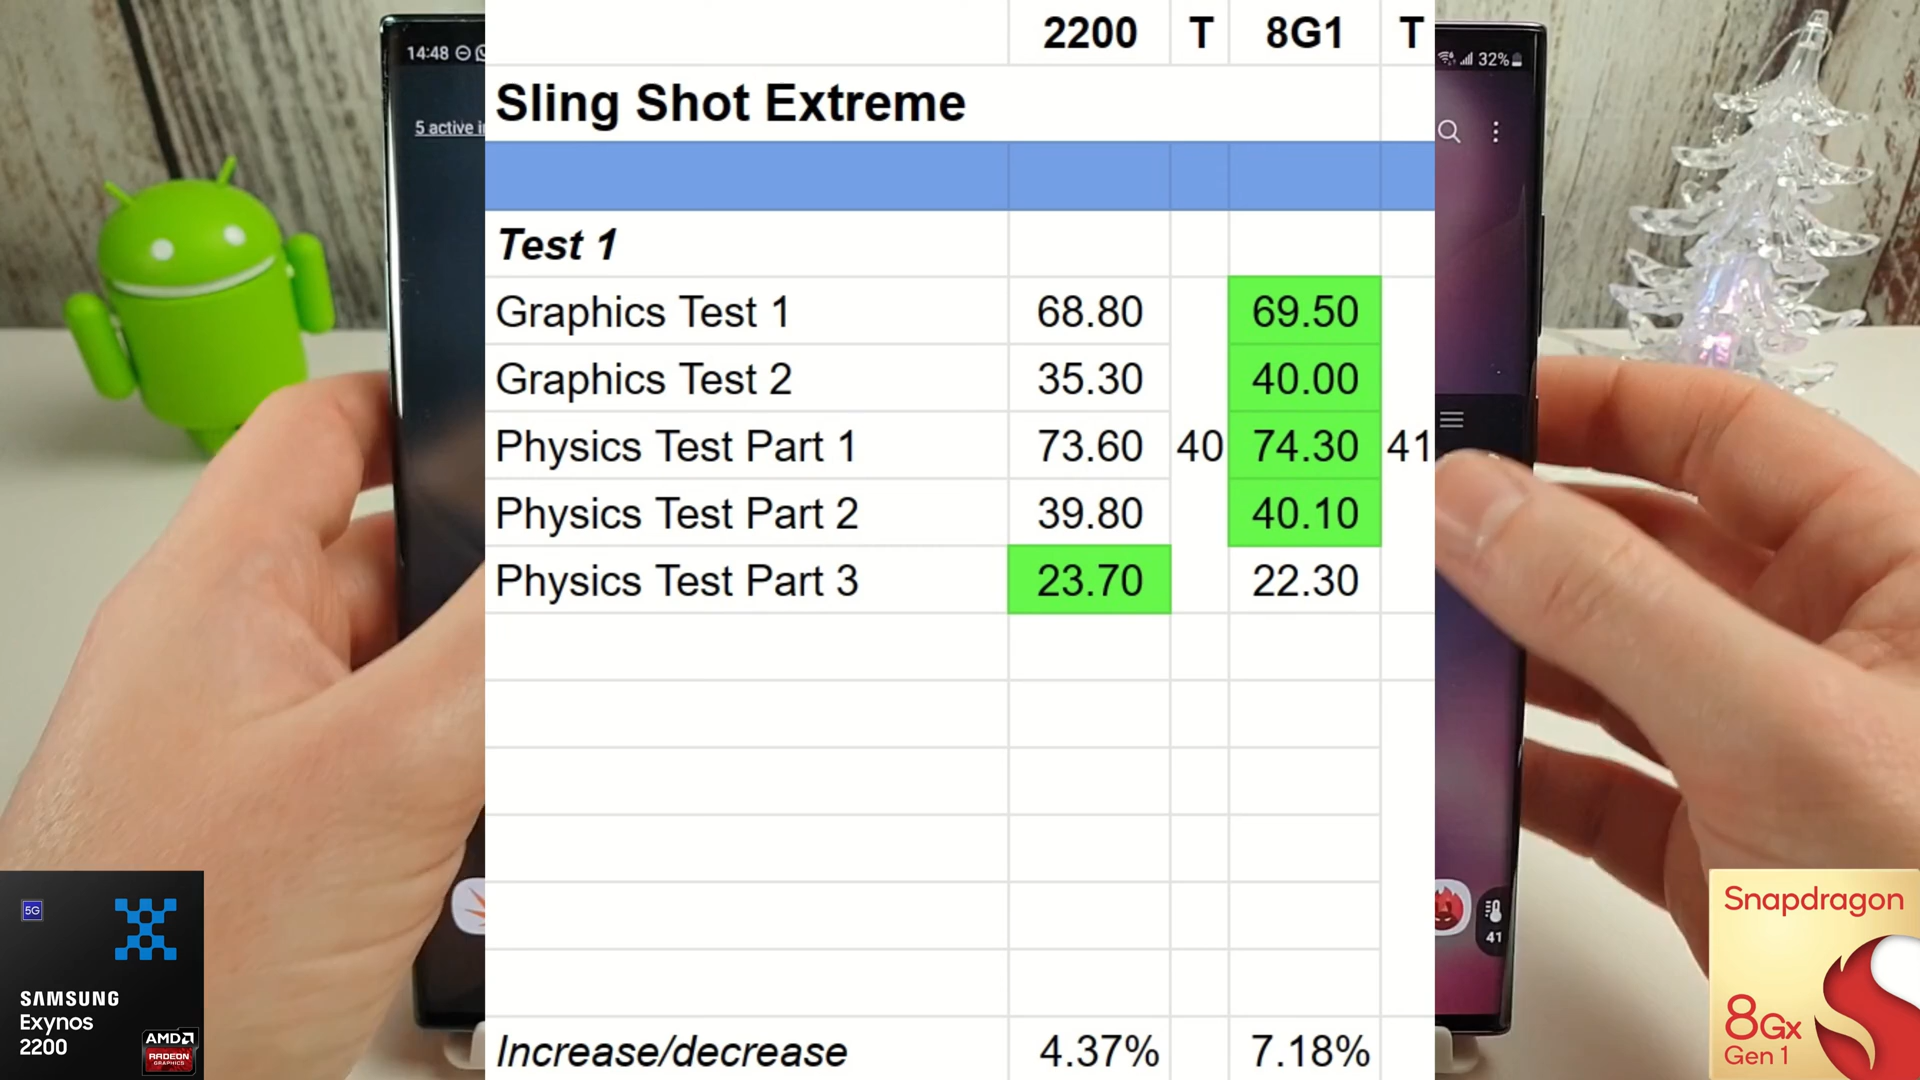 2200 T 8G1 T
14:48
32%
Sling Shot Extreme
5 active i
Test 1
Graphics Test 1 68.80 69.50
Graphics Test 2 35.30 40.00
Physics Test Part 1 73.60 40 74.30 41
Physics Test Part 2 39.80 40.10
Physics Test Part 3 23.70 22.30
Increase/decrease 4.37% 7.18%
5G
SAMSUNG
Exynos
2200
AMD
RADEON
GRAPHICS
41
Snapdragon
8Gx
Gen 1